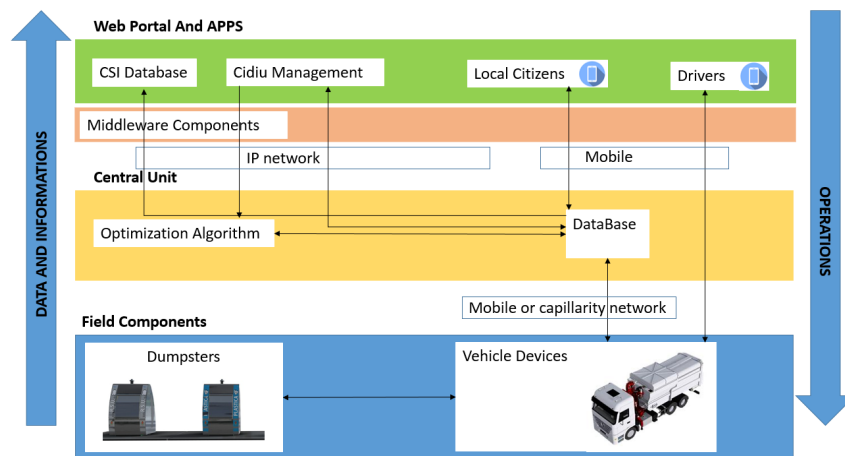 Web Portal And APPS
CSI Database
Cidiu Management
Local Citizens
Drivers
Middleware Components
IP network
Mobile
Central Unit
Optimization Algorithm
DataBase
Mobile or capillarity network
Field Components
Dumpsters
Vehicle Devices
DATA AND INFORMATIONS
OPERATIONS